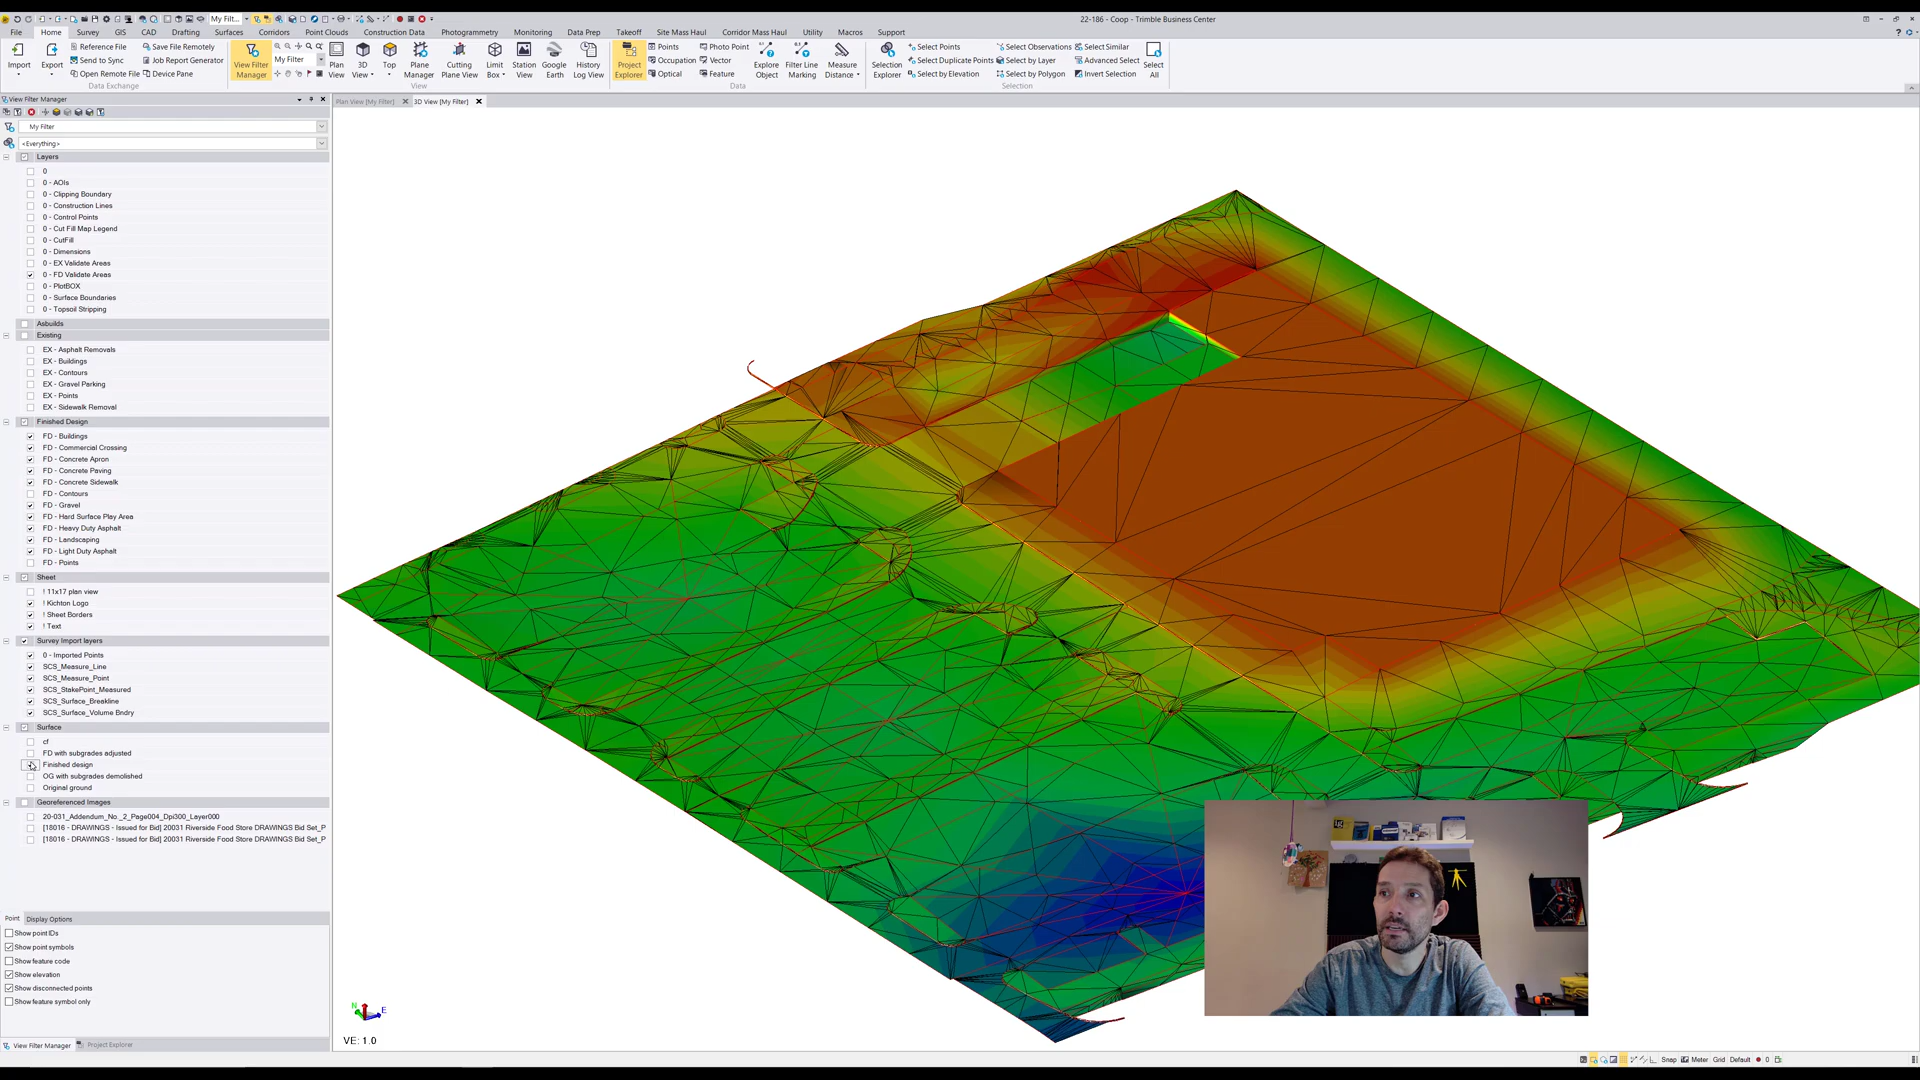 My Filt...
22-186 - Coop - Trimble Business Center
File Home Survey GIS CAD Drafting Surfaces Corridors Point Clouds Construction Data Photogrammetry Monitoring Data Prep Takeoff Site Mass Haul Corridor Mass Haul Utility Macros Support
Import
Export
Reference File
Send to Sync
Open Remote File
Save File Remotely
Job Report Generator
Device Pane
Data Exchange
View Filter Manager
My Filter
Plan View
3D View
Top
Plane Manager
Cutting Plane View
Limit Box
Station View
Google Earth
History Log View
View
Project Explorer
Points
Occupation
Optical
Photo Point
Vector
Feature
Explore Object
Filter Line Marking
Measure Distance
Data
Selection Explorer
Select Points
Select Duplicate Points
Select by Elevation
Select Observations
Select by Layer
Select by Polygon
Select Similar
Advanced Select
Invert Selection
Select All
Selection
View Filter Manager
Plan View [My Filter]
3D View [My Filter]
My Filter
<Everything>
Layers
0
0 - AOIs
0 - Clipping Boundary
0 - Construction Lines
0 - Control Points
0 - Cut Fill Map Legend
0 - CutFill
0 - Dimensions
0 - EX Validate Areas
0 - FD Validate Areas
0 - PlotBOX
0 - Surface Boundaries
0 - Topsoil Stripping
Asbuilds
Existing
EX - Asphalt Removals
EX - Buildings
EX - Contours
EX - Gravel Parking
EX - Points
EX - Sidewalk Removal
Finished Design
FD - Buildings
FD - Commercial Crossing
FD - Concrete Apron
FD - Concrete Paving
FD - Concrete Sidewalk
FD - Contours
FD - Gravel
FD - Hard Surface Play Area
FD - Heavy Duty Asphalt
FD - Landscaping
FD - Light Duty Asphalt
FD - Points
Sheet
! 11x17 plan view
! Kichton Logo
! Sheet Borders
! Text
Survey Import layers
0 - Imported Points
SCS_Measure_Line
SCS_Measure_Point
SCS_StakePoint_Measured
SCS_Surface_Breakline
SCS_Surface_Volume Bndry
Surface
cf
FD with subgrades adjusted
Finished design
OG with subgrades demolished
Original ground
Georeferenced Images
20-031_Addendum_No._2_Page004_Dpi300_Layer000
[18016 - DRAWINGS - Issued for Bid] 20031 Riverside Food Store DRAWINGS Bid Set_P
[18016 - DRAWINGS - Issued for Bid] 20031 Riverside Food Store DRAWINGS Bid Set_P
Point Display Options
Show point IDs
Show point symbols
Show feature code
Show elevation
Show disconnected points
Show feature symbol only
View Filter Manager
Project Explorer
N
E
VE: 1.0
Snap Meter Grid Default 0